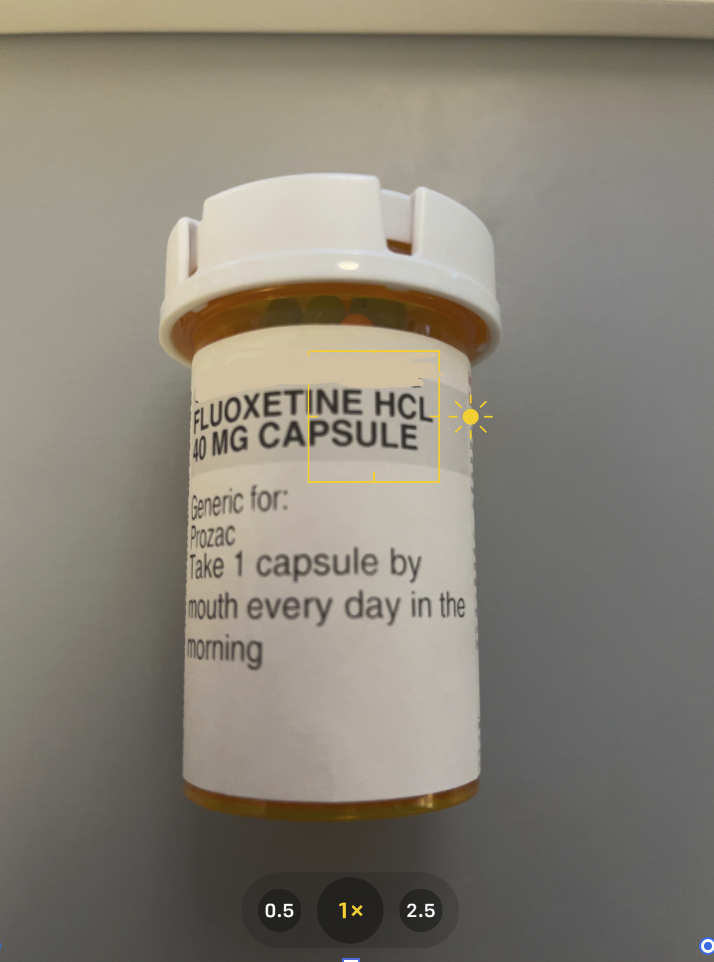 FLUOXETINE HCL
40 MG CAPSULE
Generic for:
Prozac
Take 1 capsule by
mouth every day in the
morning
0.5 1× 2.5